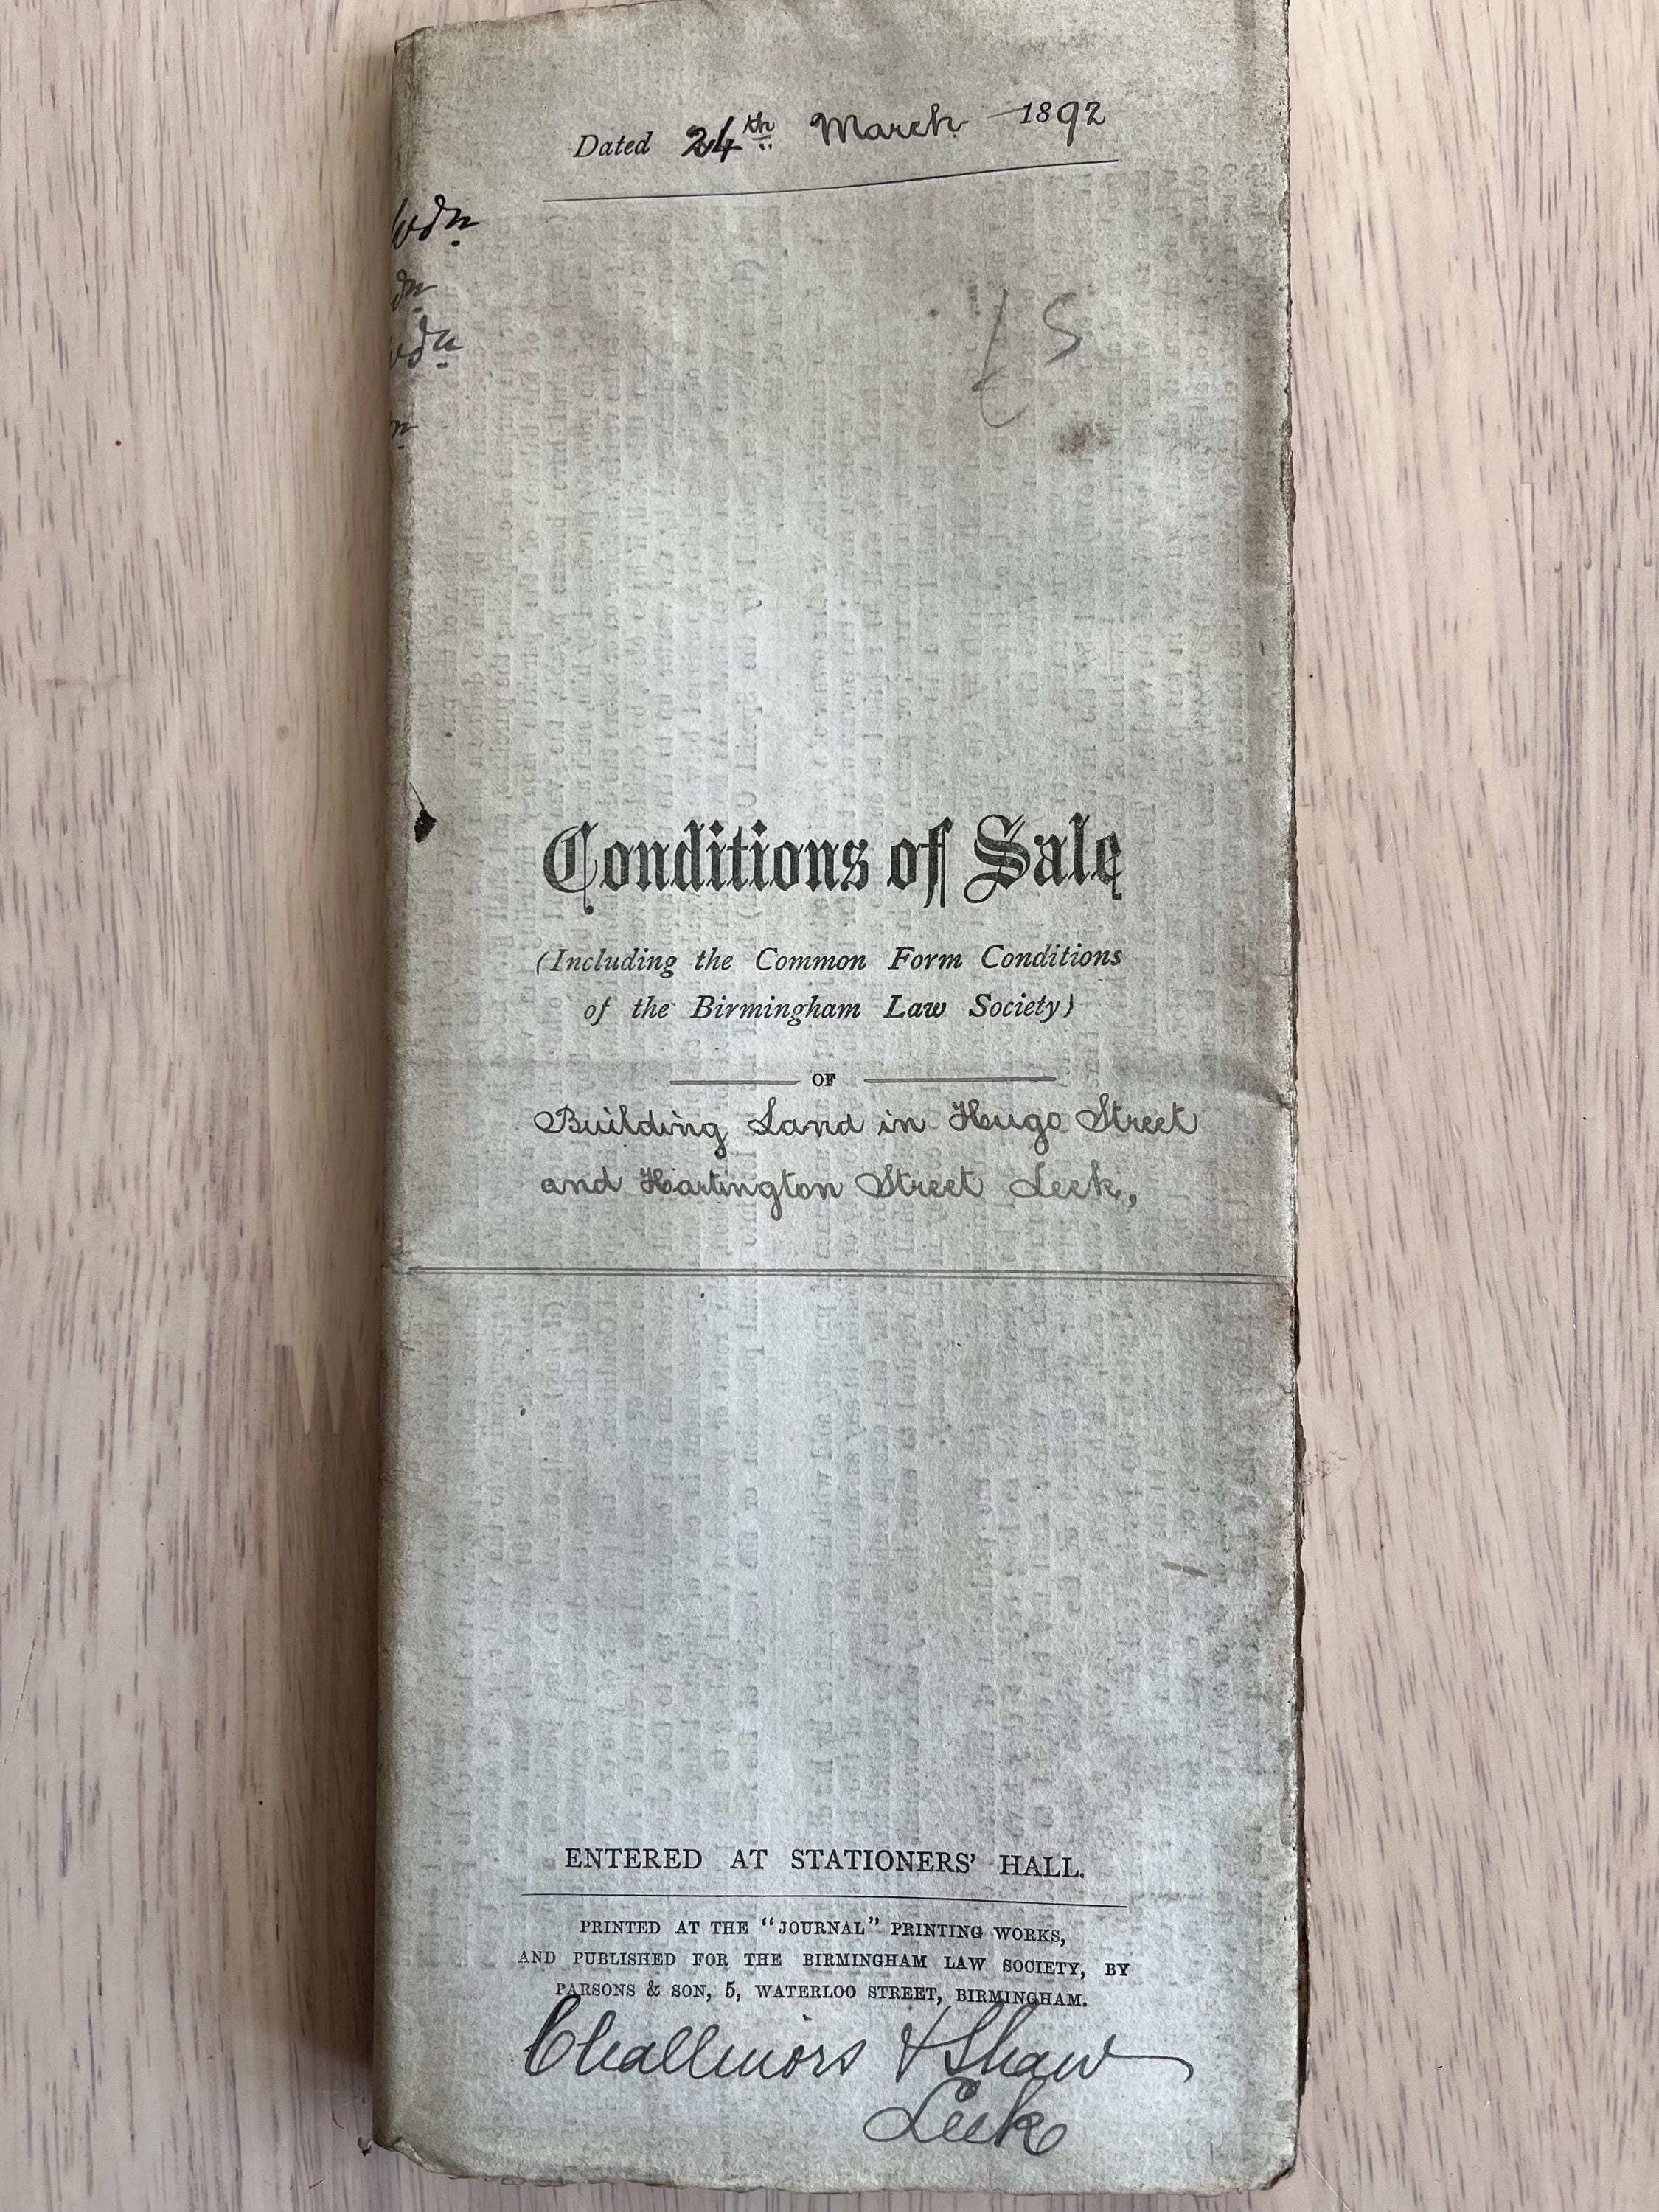 Dated 24th March 1892
£5
Conditions of Sale
(Including the Common Form Conditions
of the Birmingham Law Society)
OF
Building Land in Hugo Street
and Hartington Street Leek,
ENTERED AT STATIONERS' HALL.
PRINTED AT THE "JOURNAL" PRINTING WORKS,
AND PUBLISHED FOR THE BIRMINGHAM LAW SOCIETY, BY
PARSONS & SON, 5, WATERLOO STREET, BIRMINGHAM.
Challinors & Shaw
Leek